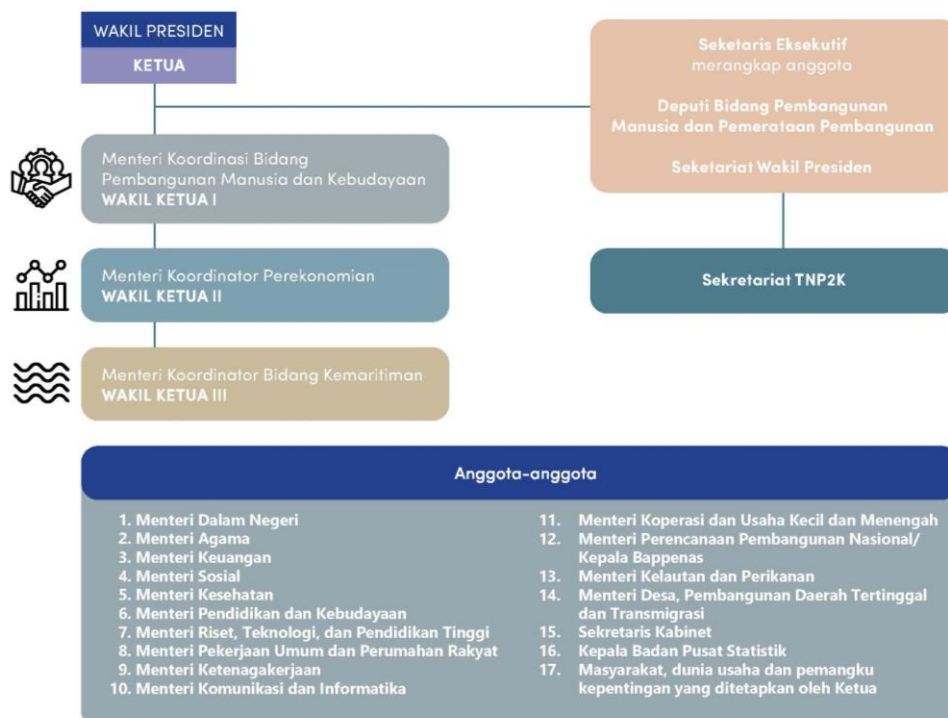 WAKIL PRESIDEN
KETUA
Seketaris Eksekutif
merangkap anggota
Deputi Bidang Pembangunan
Manusia dan Pemerataan Pembangunan
Seketariat Wakil Presiden
Menteri Koordinasi Bidang
Pembangunan Manusia dan Kebudayaan
WAKIL KETUA I
Menteri Koordinator Perekonomian
WAKIL KETUA II
Sekretariat TNP2K
Menteri Koordinator Bidang Kemaritiman
WAKIL KETUA III
Anggota-anggota
1. Menteri Dalam Negeri
2. Menteri Agama
3. Menteri Keuangan
4. Menteri Sosial
5. Menteri Kesehatan
6. Menteri Pendidikan dan Kebudayaan
7. Menteri Riset, Teknologi, dan Pendidikan Tinggi
8. Menteri Pekerjaan Umum dan Perumahan Rakyat
9. Menteri Ketenagakerjaan
10. Menteri Komunikasi dan Informatika
11. Menteri Koperasi dan Usaha Kecil dan Menengah
12. Menteri Perencanaan Pembangunan Nasional/
Kepala Bappenas
13. Menteri Kelautan dan Perikanan
14. Menteri Desa, Pembangunan Daerah Tertinggal
dan Transmigrasi
15. Sekretaris Kabinet
16. Kepala Badan Pusat Statistik
17. Masyarakat, dunia usaha dan pemangku
kepentingan yang ditetapkan oleh Ketua